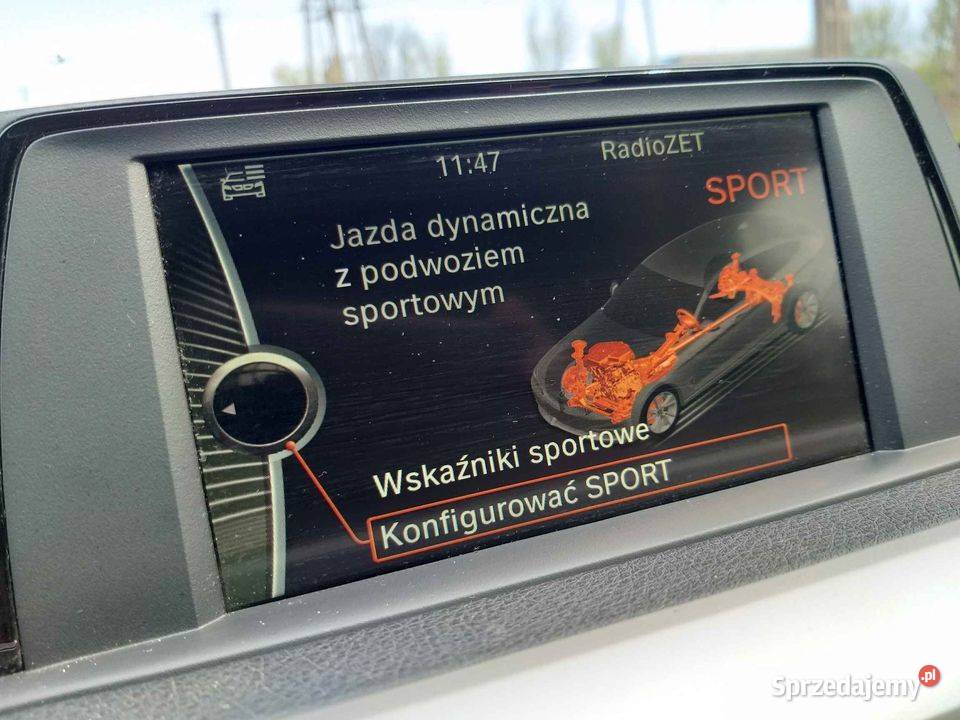 11:47
RadioZET
SPORT
Jazda dynamiczna
z podwoziem
sportowym
Wskaźniki sportowe
Konfigurować SPORT
Sprzedajemy.pl